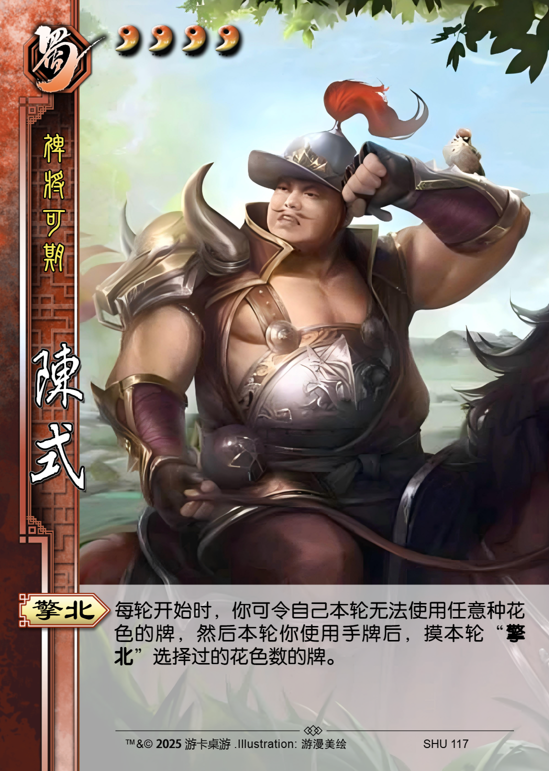 蜀
裨将可期
陳式
擎北
每轮开始时，你可令自己本轮无法使用任意种花
色的牌，然后本轮你使用手牌后，摸本轮“擎
北”选择过的花色数的牌。
™&© 2025 游卡桌游 .Illustration: 游漫美绘
SHU 117